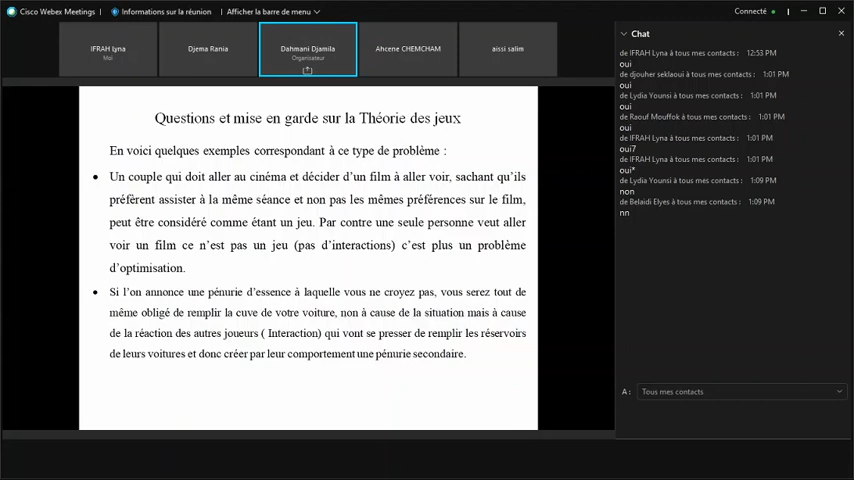 Cisco Webex Meetings
Informations sur la réunion
Afficher la barre de menu
Connecté
IFRAH Lyna
Moi
Djema Rania
Dahmani Djamila
Organisateur
Ahcene CHEMCHAM
aissi salim
Questions et mise en garde sur la Théorie des jeux
En voici quelques exemples correspondant à ce type de problème :
• Un couple qui doit aller au cinéma et décider d’un film à aller voir, sachant qu’ils
préfèrent assister à la même séance et non pas les mêmes préférences sur le film,
peut être considéré comme étant un jeu. Par contre une seule personne veut aller
voir un film ce n’est pas un jeu (pas d’interactions) c’est plus un problème
d’optimisation.
• Si l’on annonce une pénurie d’essence à laquelle vous ne croyez pas, vous serez tout de
même obligé de remplir la cuve de votre voiture, non à cause de la situation mais à cause
de la réaction des autres joueurs ( Interaction) qui vont se presser de remplir les réservoirs
de leurs voitures et donc créer par leur comportement une pénurie secondaire.
Chat
de IFRAH Lyna à tous mes contacts : 12:53 PM
oui
de djouher seklaoui à tous mes contacts : 1:01 PM
oui
de Lydia Younsi à tous mes contacts : 1:01 PM
oui
de Raouf Mouffok à tous mes contacts : 1:01 PM
oui
de IFRAH Lyna à tous mes contacts : 1:01 PM
oui7
de IFRAH Lyna à tous mes contacts : 1:01 PM
oui*
de Lydia Younsi à tous mes contacts : 1:09 PM
non
de Belaidi Elyes à tous mes contacts : 1:09 PM
nn
A : Tous mes contacts